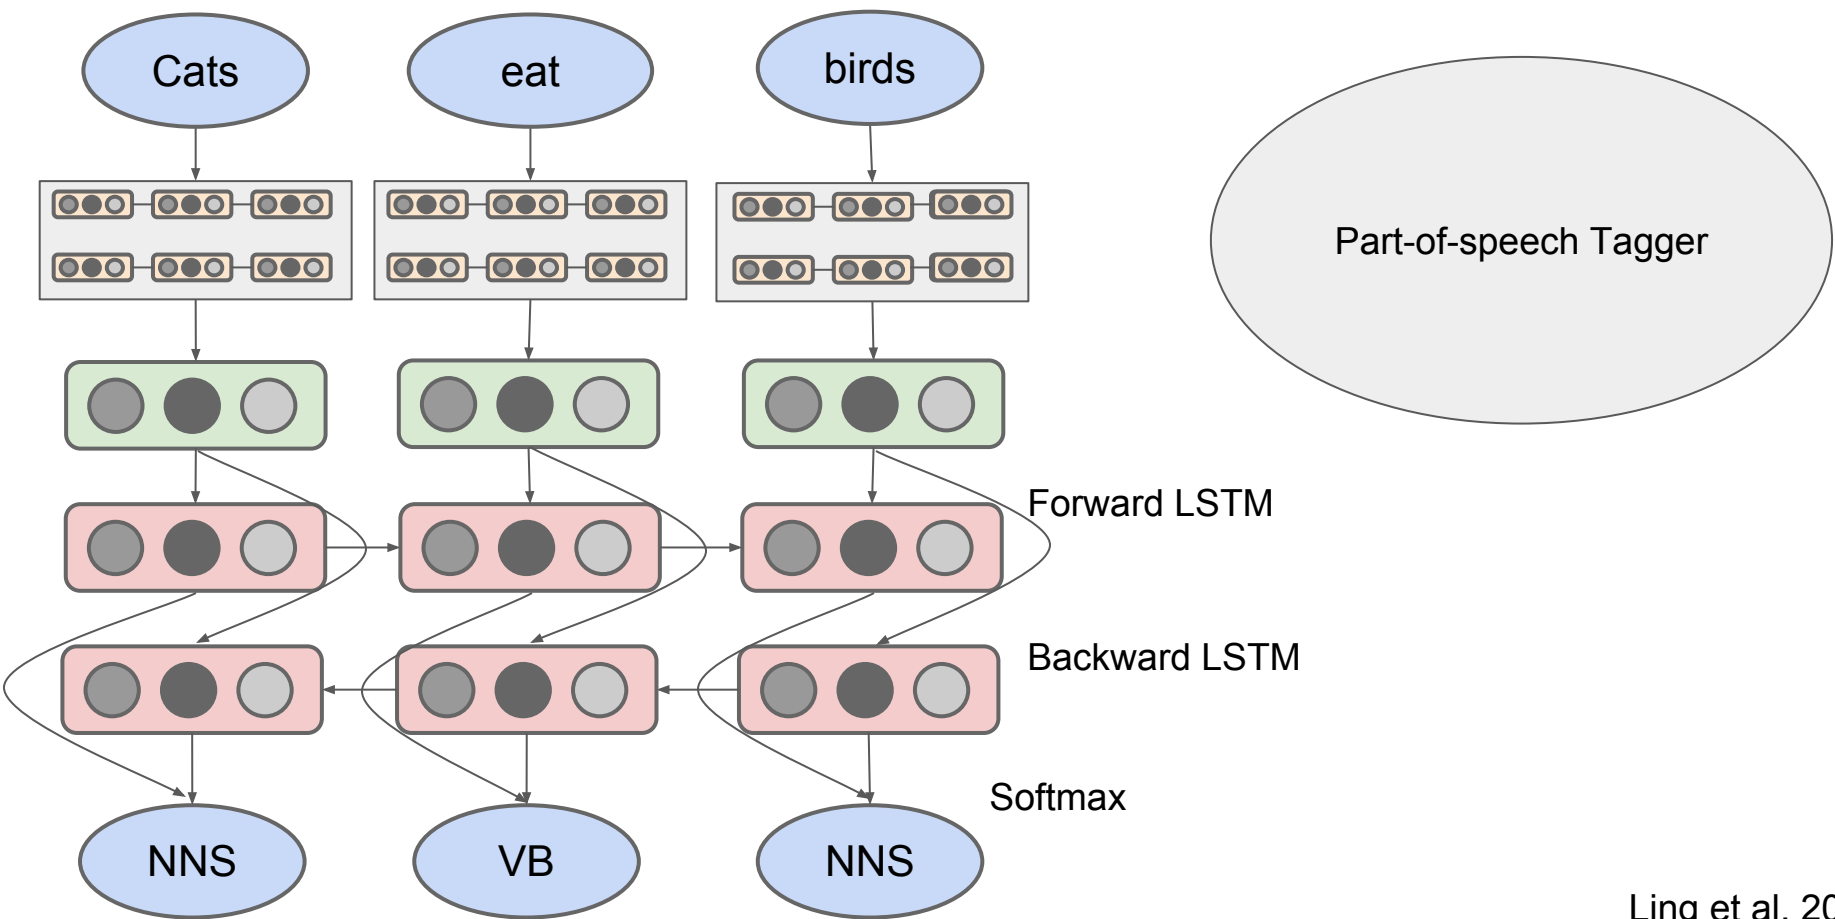 Cats eat birds
Part-of-speech Tagger
Forward LSTM
Backward LSTM
Softmax
NNS VB NNS
Ling et al. 20